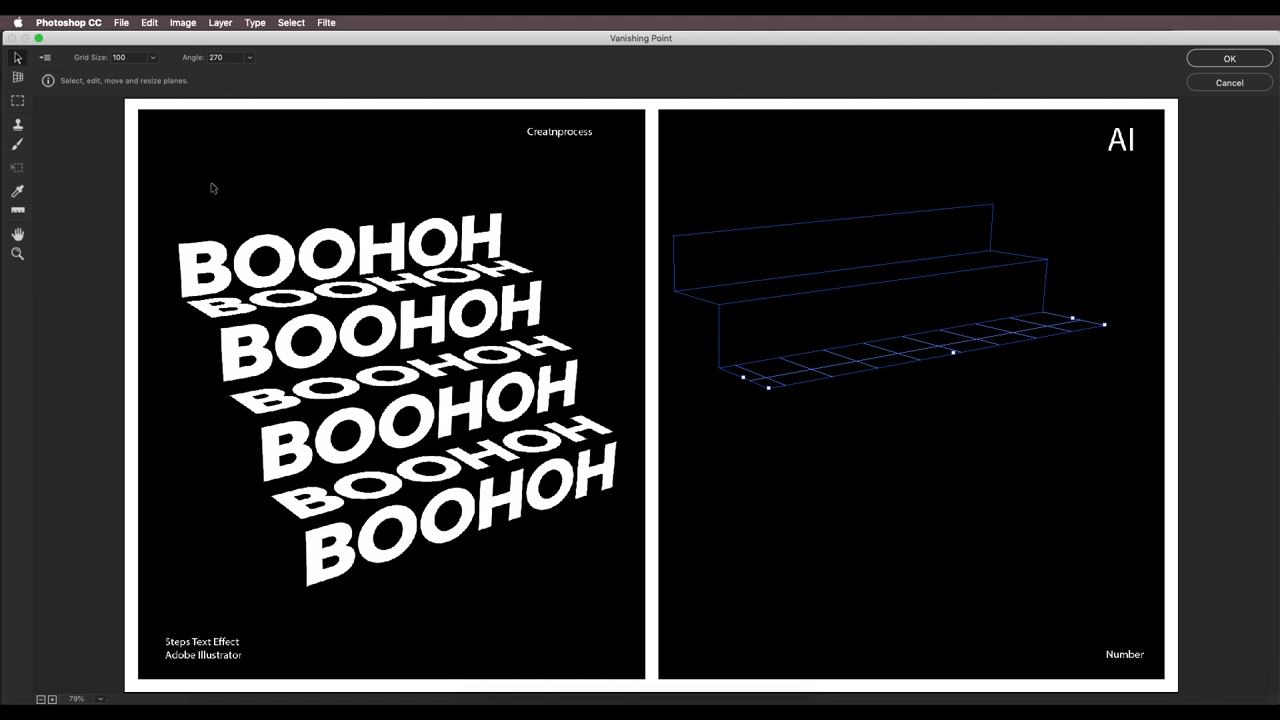 Photoshop CC File Edit Image Layer Type Select Filte
Vanishing Point
Grid Size: 100 Angle: 270
OK
Select, edit, move and resize planes.
Cancel
Creatnprocess
AI
BOOHOH
BOOHOH
BOOHOH
BOOHOH
BOOHOH
BOOHOH
BOOHOH
Steps Text Effect
Adobe Illustrator
Number
79%